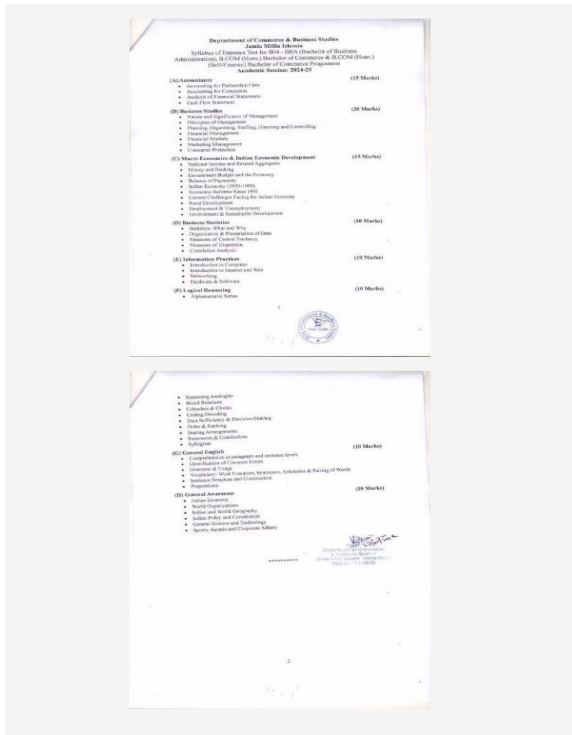 Department of Commerce & Business Studies
Jamia Millia Islamia
Syllabus of Entrance Test for B04 - BBA (Bachelor of Business
Administration), B.COM (Hons.) Bachelor of Commerce & B.COM (Hons.)
(Self-Finance) Bachelor of Commerce Programme
Academic Session: 2024-25
(A) Accountancy (15 Marks)
• Accounting for Partnership Firm
• Accounting for Companies
• Analysis of Financial Statements
• Cash Flow Statement
(B) Business Studies (20 Marks)
• Nature and Significance of Management
• Principles of Management
• Planning, Organising, Staffing, Directing and Controlling
• Financial Management
• Financial Markets
• Marketing Management
• Consumer Protection
(C) Macro Economics & Indian Economic Development (15 Marks)
• National Income and Related Aggregates
• Money and Banking
• Government Budget and the Economy
• Balance of Payments
• Indian Economy (1950-1990)
• Economic Reforms Since 1991
• Current Challenges Facing the Indian Economy
• Rural Development
• Employment & Unemployment
• Environment & Sustainable Development
(D) Business Statistics (10 Marks)
• Statistics: What and Why
• Organization & Presentation of Data
• Measures of Central Tendency
• Measures of Dispersion
• Correlation Analysis
(E) Information Practices (10 Marks)
• Introduction to Computer
• Introduction to Internet and Web
• Networking
• Hardware & Software
(F) Logical Reasoning (10 Marks)
• Alphanumeric Series
1
• Reasoning Analogies
• Blood Relations
• Calendars & Clocks
• Coding-Decoding
• Data Sufficiency & Decision-Making
• Order & Ranking
• Seating Arrangements
• Statements & Conclusions
• Syllogism
(G) General English (10 Marks)
• Comprehension at paragraph and sentence levels
• Identification of Common Errors
• Grammar & Usage
• Vocabulary- Word Formation, Synonyms, Antonyms & Pairing of Words
• Sentence Structure and Construction
• Prepositions
(H) General Awareness (10 Marks)
• Indian Economy
• World Organizations
• Indian and World Geography
• Indian Polity and Constitution
• General Science and Technology
• Sports, Awards and Corporate Affairs
**********
2